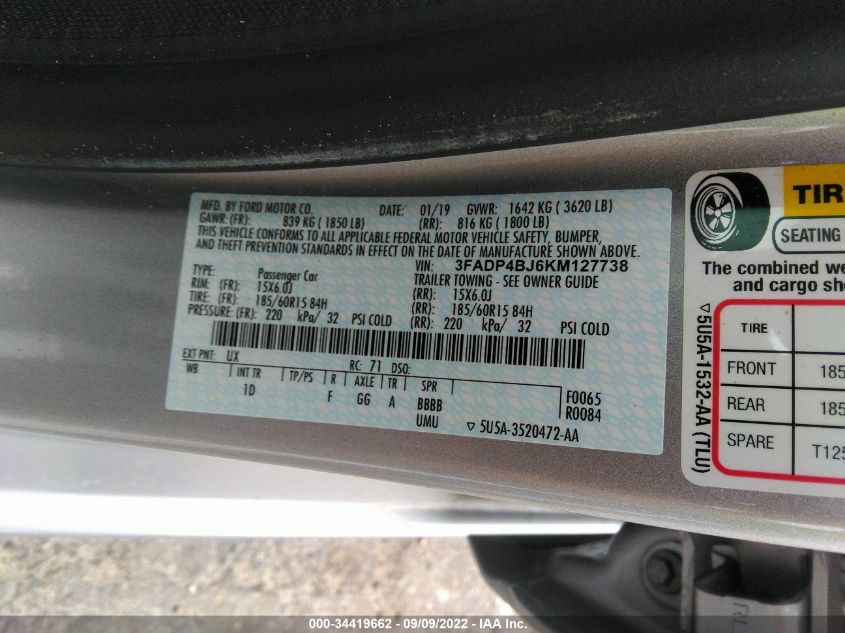 MFD. BY FORD MOTOR CO.
DATE: 01/19 GVWR: 1642 KG ( 3620 LB)
GAWR: (FR): 839 KG ( 1850 LB) (RR): 816 KG ( 1800 LB)
THIS VEHICLE CONFORMS TO ALL APPLICABLE FEDERAL MOTOR VEHICLE SAFETY, BUMPER,
AND THEFT PREVENTION STANDARDS IN EFFECT ON THE DATE OF MANUFACTURE SHOWN ABOVE.
VIN: 3FADP4BJ6KM127738
TYPE: Passenger Car TRAILER TOWING - SEE OWNER GUIDE
RIM: (FR): 15X6.0J (RR): 15X6.0J
TIRE: (FR): 185/60R15 84H (RR): 185/60R15 84H
PRESSURE: (FR): 220 kPa/ 32 PSI COLD (RR): 220 kPa/ 32 PSI COLD
EXT PNT: UX RC: 71 DSO:
WB INT TR TP/PS R AXLE TR SPR F0065
1D F GG A BBBB R0084
UMU ▽ 5U5A-3520472-AA
TIR
SEATING
The combined we
and cargo sho
▽ 5U5A-1532-AA (TLU)
TIRE
FRONT 185
REAR 185
SPARE T125
000-34419662 - 09/09/2022 - IAA Inc.